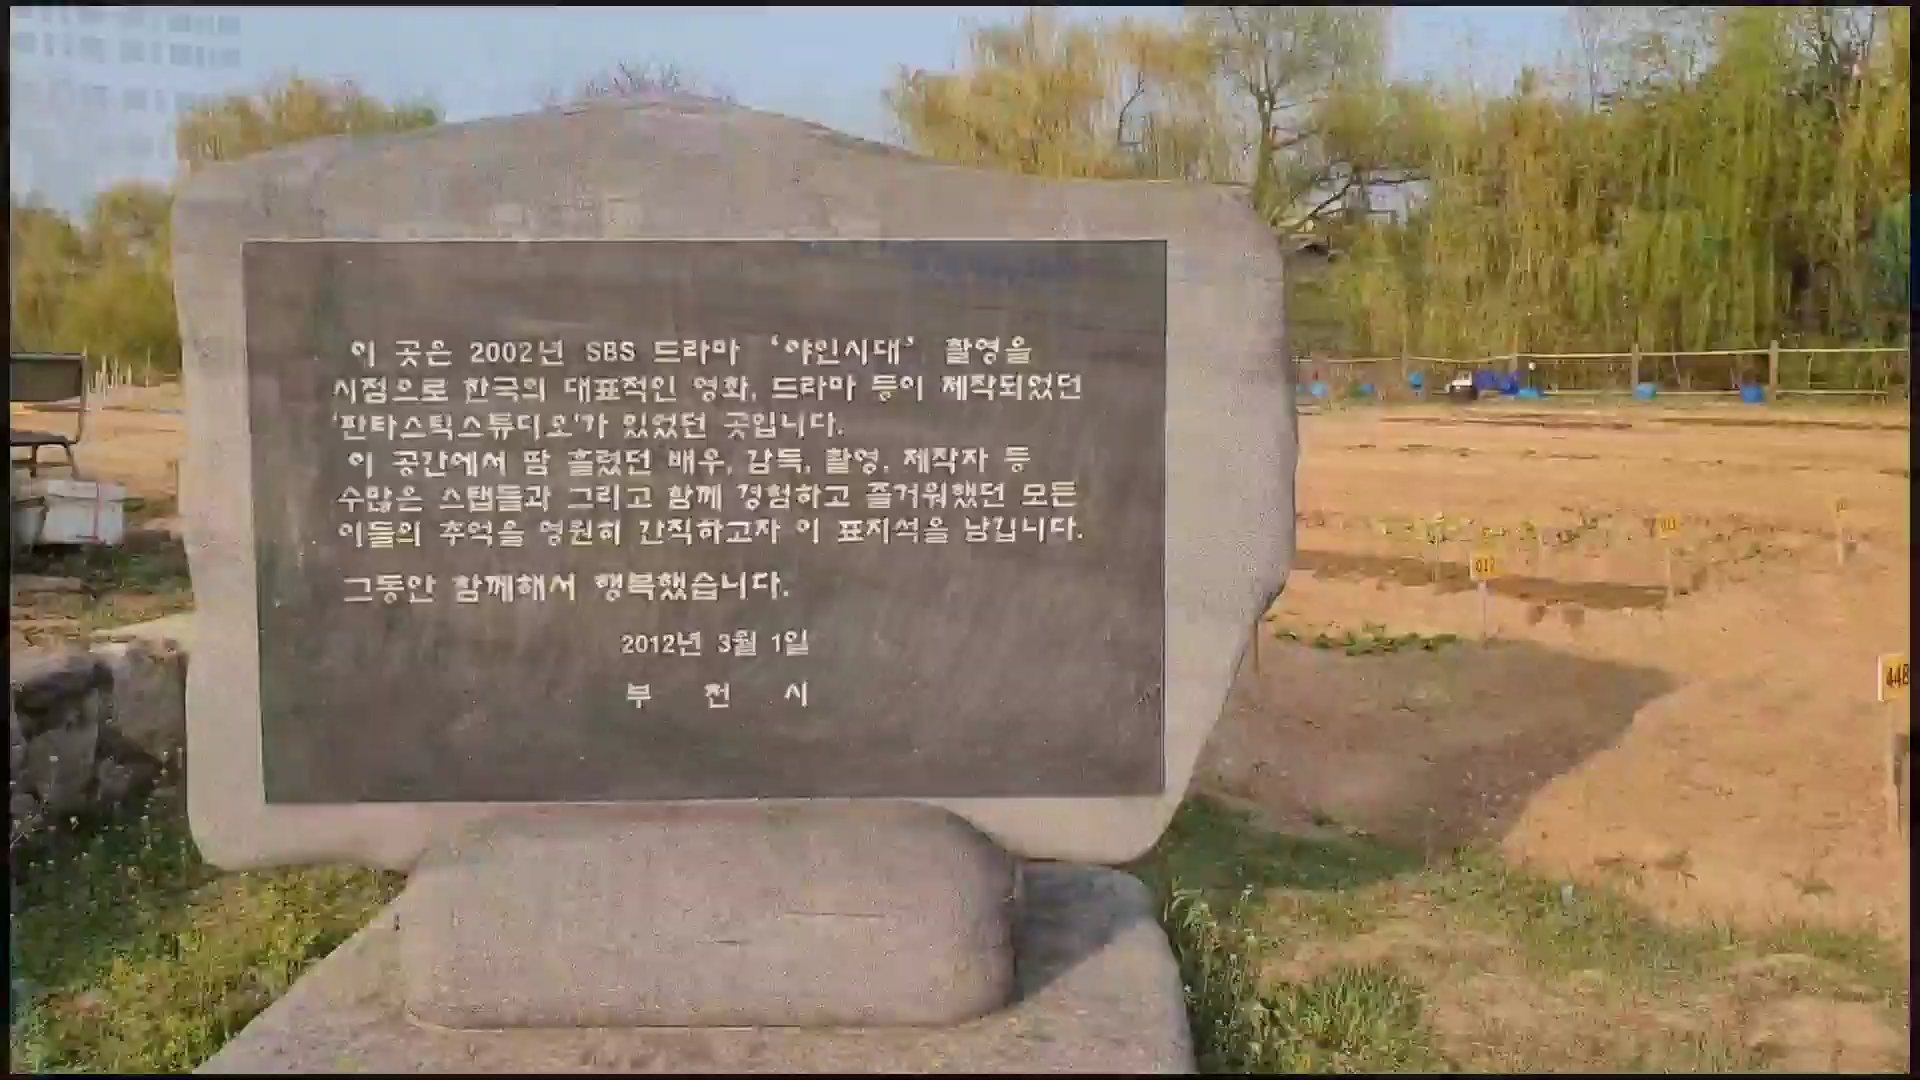 이 곳은 2002년 SBS 드라마 '야인시대' 촬영을
시점으로 한국의 대표적인 영화, 드라마 등이 제작되었던
'판타스틱스튜디오'가 있었던 곳입니다.
이 공간에서 땀 흘렸던 배우, 감독, 촬영, 제작자 등
수많은 스탭들과 그리고 함께 경험하고 즐거워했던 모든
이들의 추억을 영원히 간직하고자 이 표지석을 남깁니다.
그동안 함께해서 행복했습니다.
2012년 3월 1일
부 천 시
017
448